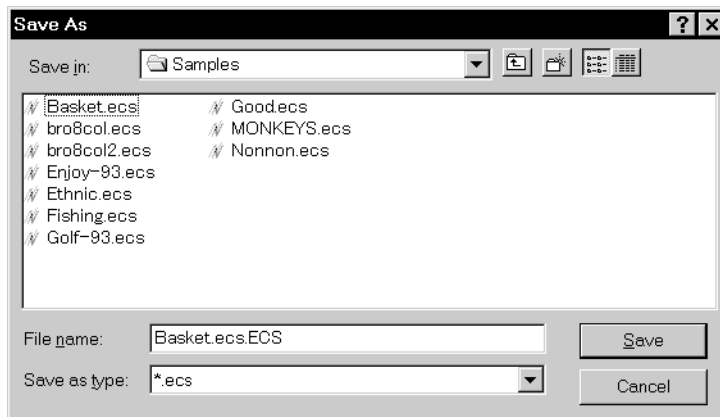 Save As
Save in: Samples
Basket.ecs Good.ecs
bro8col.ecs MONKEYS.ecs
bro8col2.ecs Nonnon.ecs
Enjoy-93.ecs
Ethnic.ecs
Fishing.ecs
Golf-93.ecs
File name: Basket.ecs.ECS Save
Save as type: *.ecs Cancel